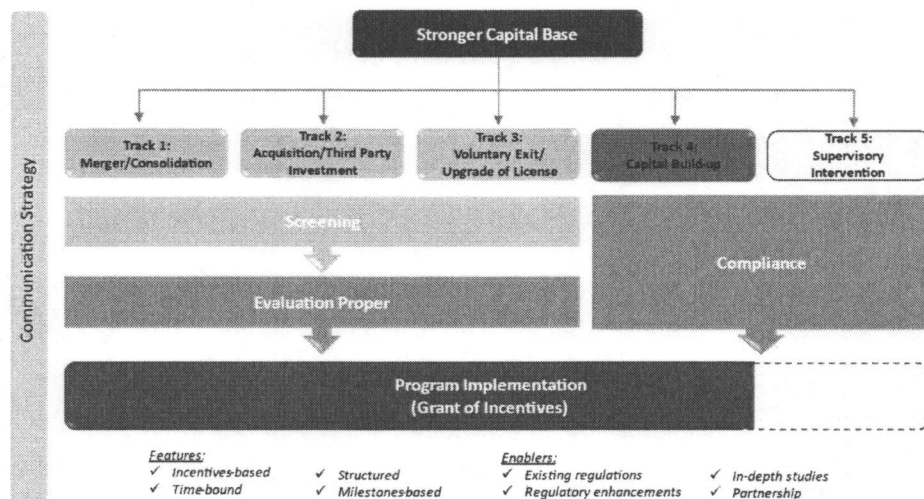 Stronger Capital Base
Communication Strategy
Track 1:
Merger/Consolidation
Track 2:
Acquisition/Third Party
Investment
Track 3:
Voluntary Exit/
Upgrade of License
Track 4:
Capital Build-up
Track 5:
Supervisory
Intervention
Screening
Compliance
Evaluation Proper
Program Implementation
(Grant of Incentives)
Features:
✓ Incentives-based
✓ Time-bound
✓ Structured
✓ Milestones-based
Enablers:
✓ Existing regulations
✓ Regulatory enhancements
✓ In-depth studies
✓ Partnership